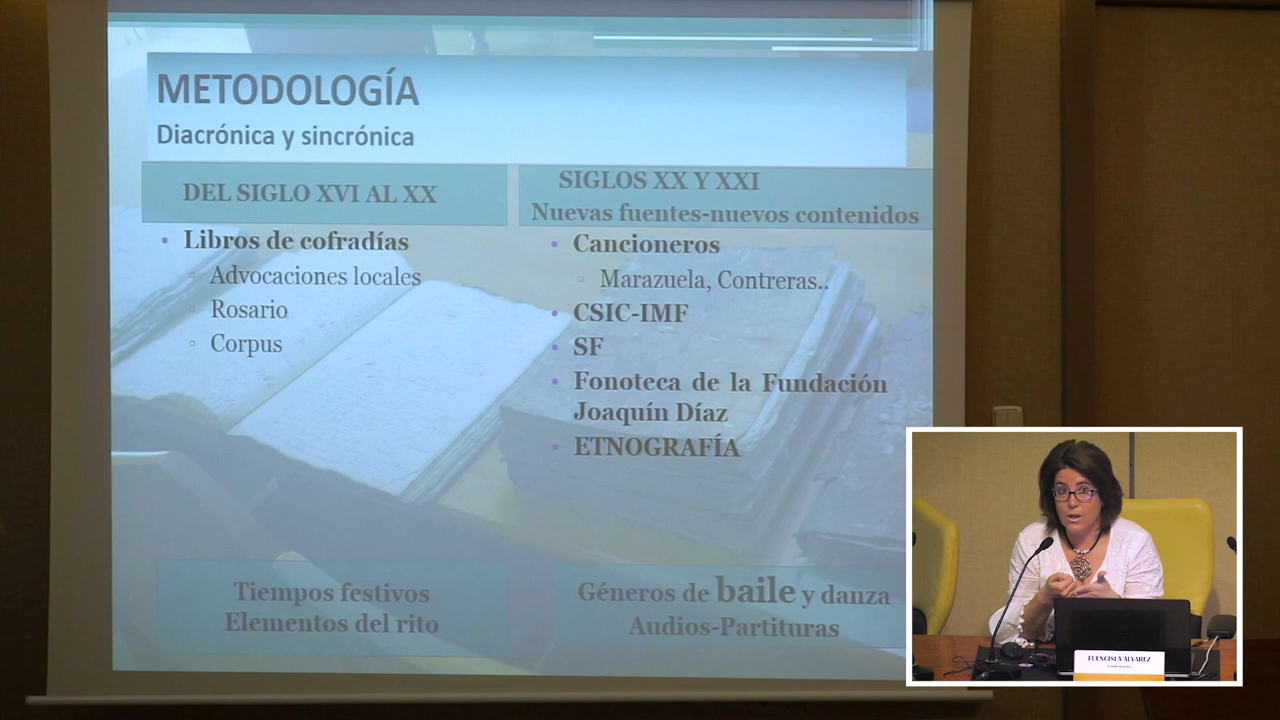 METODOLOGÍA
Diacrónica y sincrónica
DEL SIGLO XVI AL XX
• Libros de cofradías
▫ Advocaciones locales
▫ Rosario
▫ Corpus
Tiempos festivos
Elementos del rito
SIGLOS XX Y XXI
Nuevas fuentes-nuevos contenidos
• Cancioneros
▫ Marazuela, Contreras..
• CSIC-IMF
• SF
• Fonoteca de la Fundación
Joaquín Díaz
• ETNOGRAFÍA
Géneros de baile y danza
Audios-Partituras
FUENCISLA ÁLVAREZ